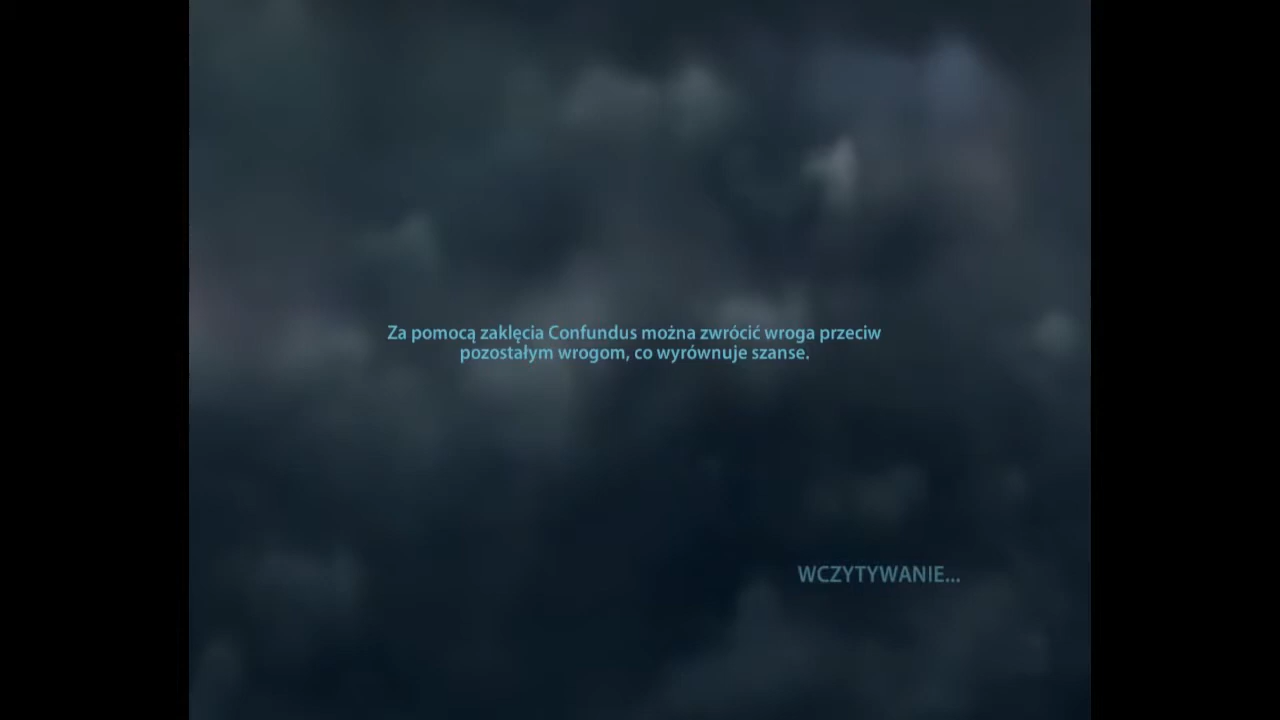 Za pomocą zaklęcia Confundus można zwrócić wroga przeciw
pozostałym wrogom, co wyrównuje szanse.
WCZYTYWANIE...